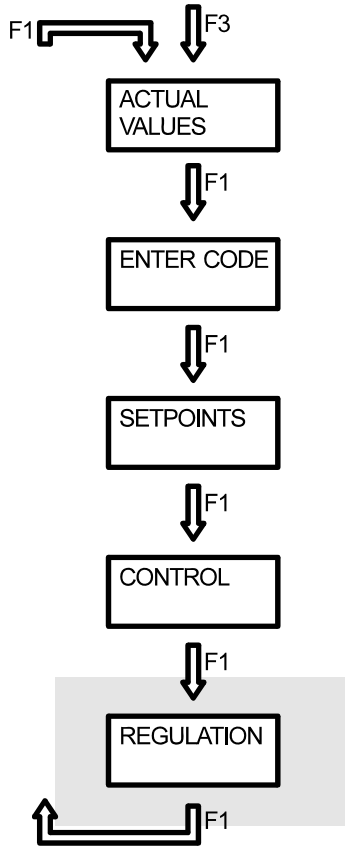 F1
F3
ACTUAL
VALUES
F1
ENTER CODE
F1
SETPOINTS
F1
CONTROL
F1
REGULATION
F1